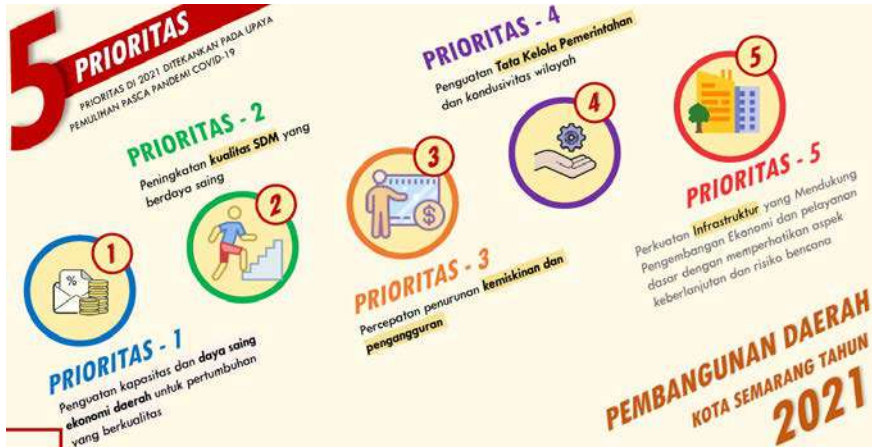 5 PRIORITAS
PRIORITAS DI 2021 DITEKANKAN PADA UPAYA
PEMULIHAN PASCA PANDEMI COVID-19
1
%
PRIORITAS - 1
Penguatan kapasitas dan daya saing
ekonomi daerah untuk pertumbuhan
yang berkualitas
PRIORITAS - 2
Peningkatan kualitas SDM yang
berdaya saing
2
3
$
PRIORITAS - 3
Percepatan penurunan kemiskinan dan
pengangguran
PRIORITAS - 4
Penguatan Tata Kelola Pemerintahan
dan kondusivitas wilayah
4
5
PRIORITAS - 5
Perkuatan Infrastruktur yang Mendukung
Pengembangan Ekonomi dan pelayanan
dasar dengan memperhatikan aspek
keberlanjutan dan risiko bencana
PEMBANGUNAN DAERAH
KOTA SEMARANG TAHUN
2021